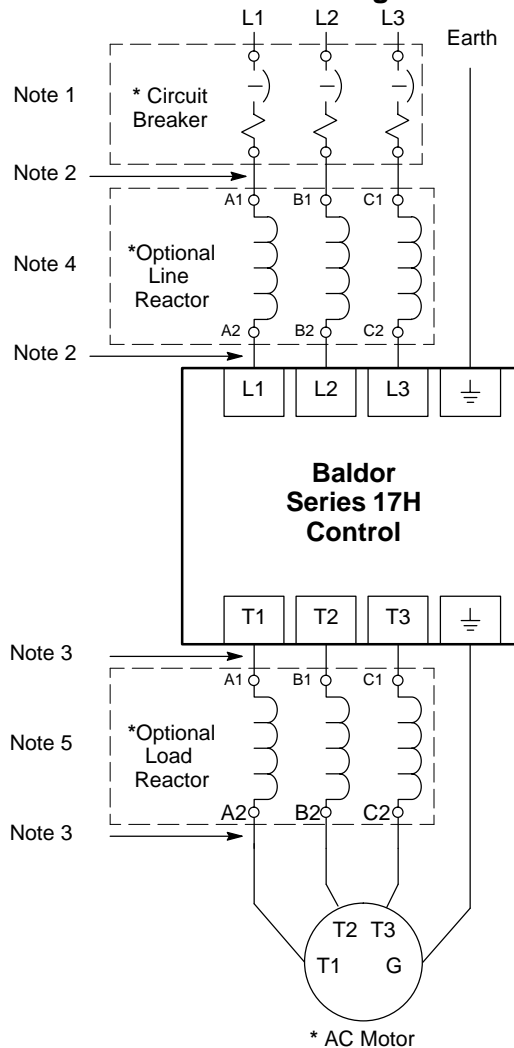 L1 L2 L3
Earth
Note 1
* Circuit
Breaker
Note 2
A1 B1 C1
Note 4
*Optional
Line
Reactor
A2 B2 C2
Note 2
L1 L2 L3
Baldor
Series 17H
Control
T1 T2 T3
Note 3
A1 B1 C1
Note 5
*Optional
Load
Reactor
A2 B2 C2
Note 3
T2 T3
T1 G
* AC Motor